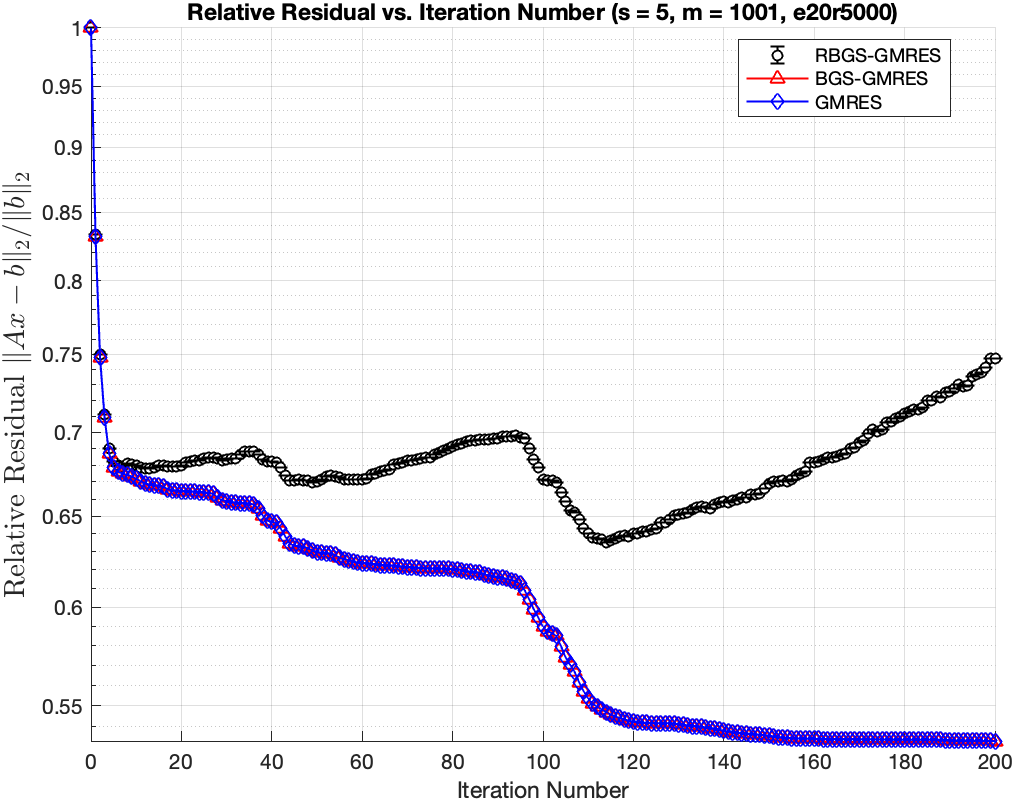 Relative Residual vs. Iteration Number (s = 5, m = 1001, e20r5000)
RBGS-GMRES
BGS-GMRES
GMRES
Relative Residual ||Ax − b||₂/||b||₂
1
0.95
0.9
0.85
0.8
0.75
0.7
0.65
0.6
0.55
0 20 40 60 80 100 120 140 160 180 200
Iteration Number